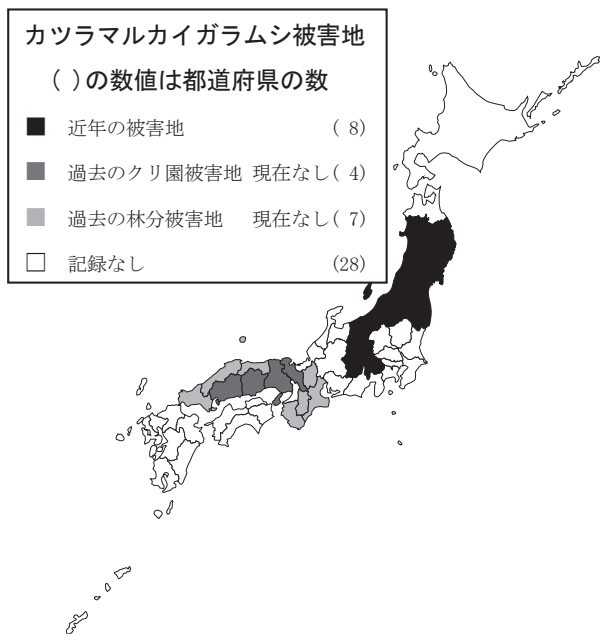 カツラマルカイガラムシ被害地
( )の数値は都道府県の数
近年の被害地 ( 8)
過去のクリ園被害地 現在なし( 4)
過去の林分被害地 現在なし( 7)
記録なし (28)